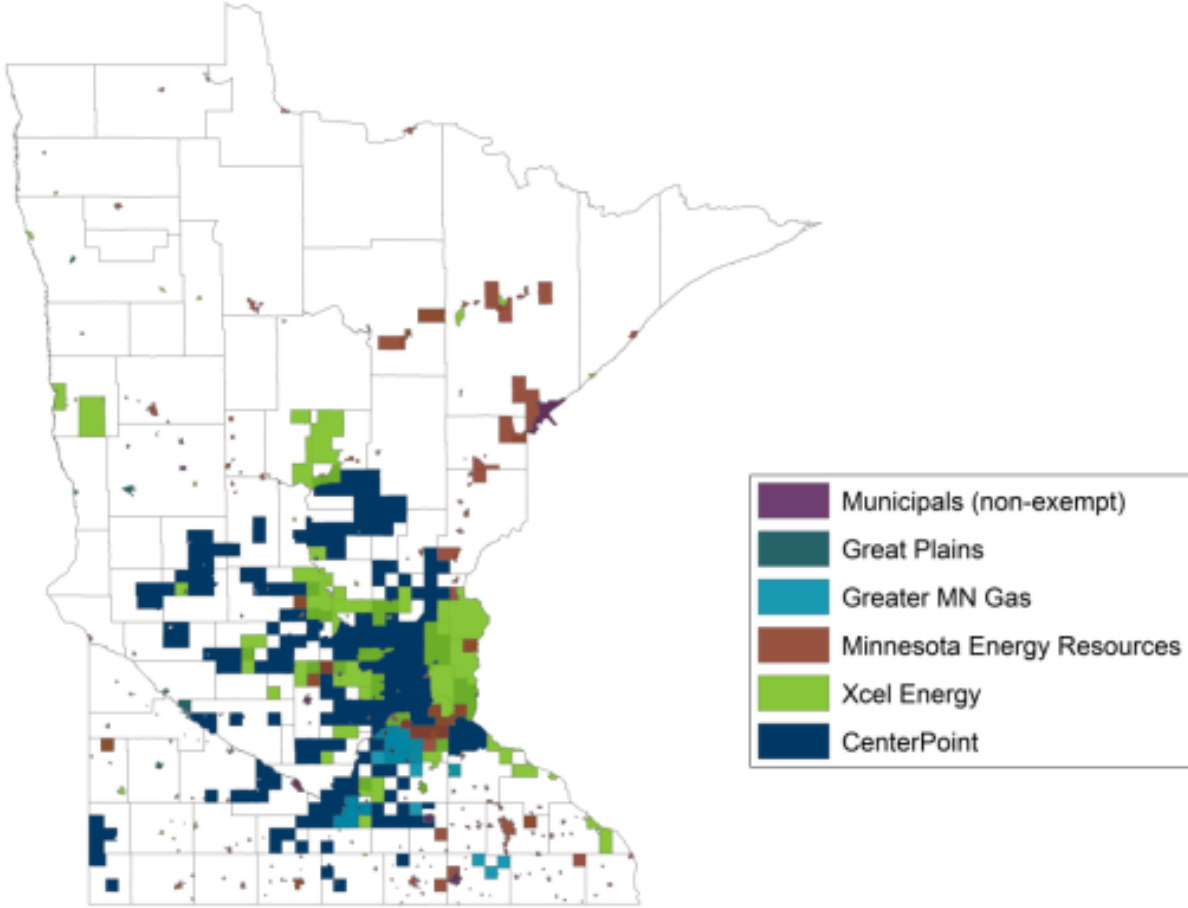 Municipals (non-exempt)
Great Plains
Greater MN Gas
Minnesota Energy Resources
Xcel Energy
CenterPoint